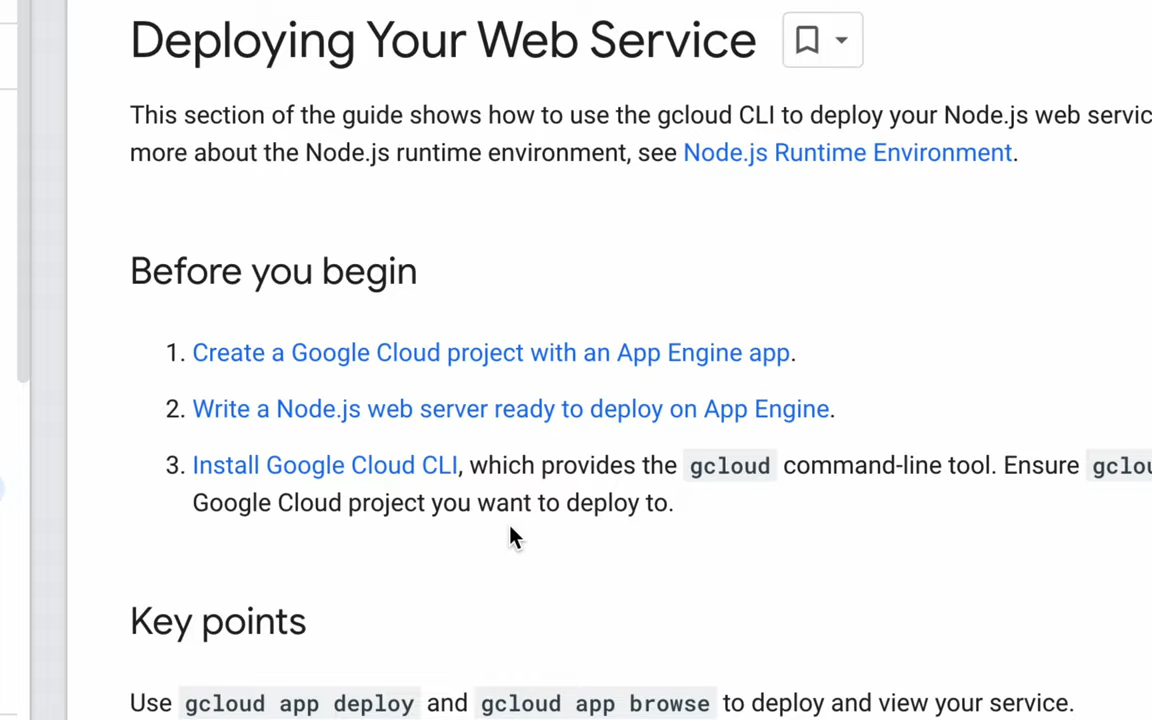 Deploying Your Web Service
This section of the guide shows how to use the gcloud CLI to deploy your Node.js web servic
more about the Node.js runtime environment, see Node.js Runtime Environment.
Before you begin
1. Create a Google Cloud project with an App Engine app.
2. Write a Node.js web server ready to deploy on App Engine.
3. Install Google Cloud CLI, which provides the gcloud command-line tool. Ensure gclou
Google Cloud project you want to deploy to.
Key points
Use gcloud app deploy and gcloud app browse to deploy and view your service.